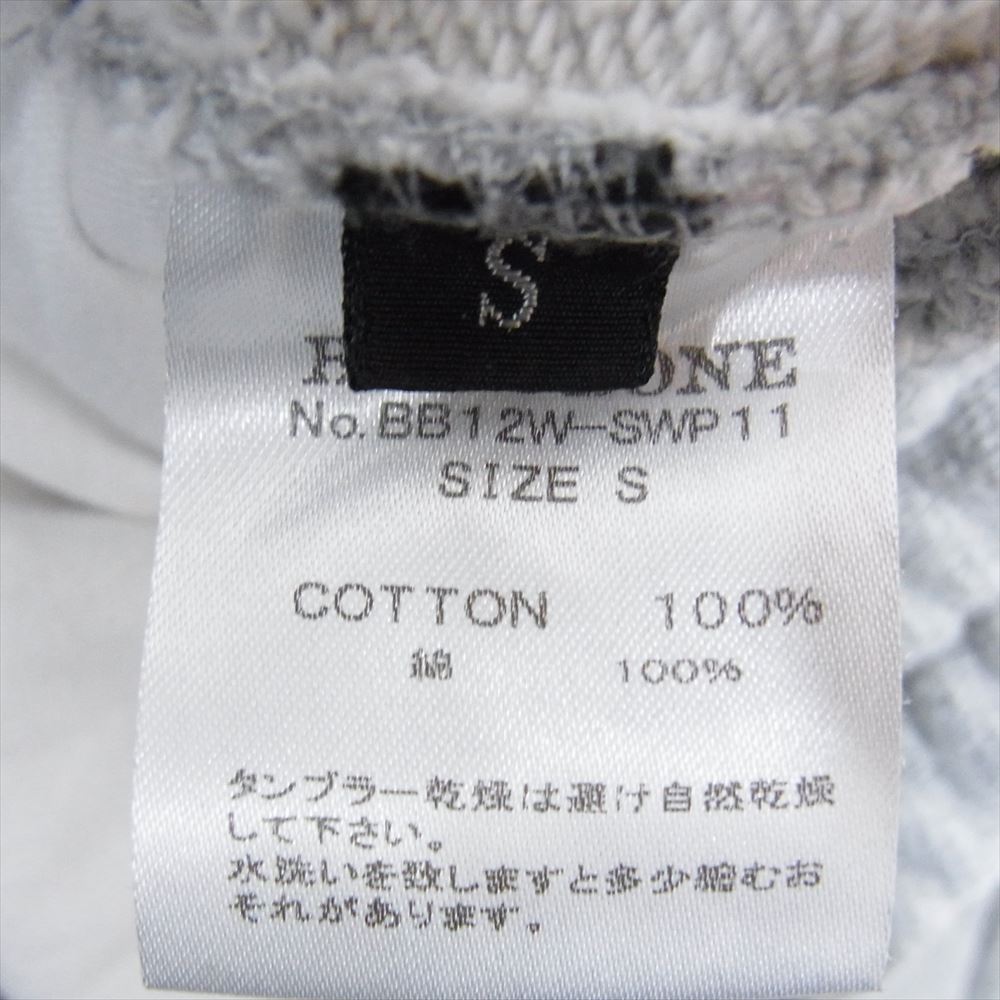 S
No.BB12W-SWP11
SIZE S
COTTON 100%
綿 100%
タンブラー乾燥は避け自然乾燥
して下さい。
水洗いを致しますと多少縮むお
それがあります。